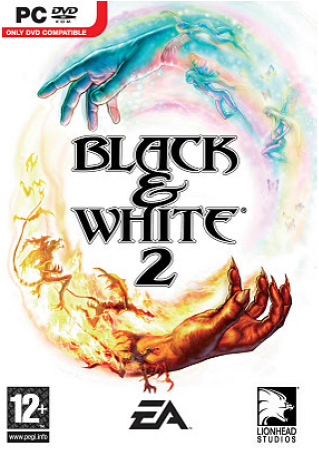 PC DVD
ROM
ONLY DVD COMPATIBLE
BLACK
&
WHITE®
2
12+
www.pegi.info
EA
LIONHEAD
STUDIOS